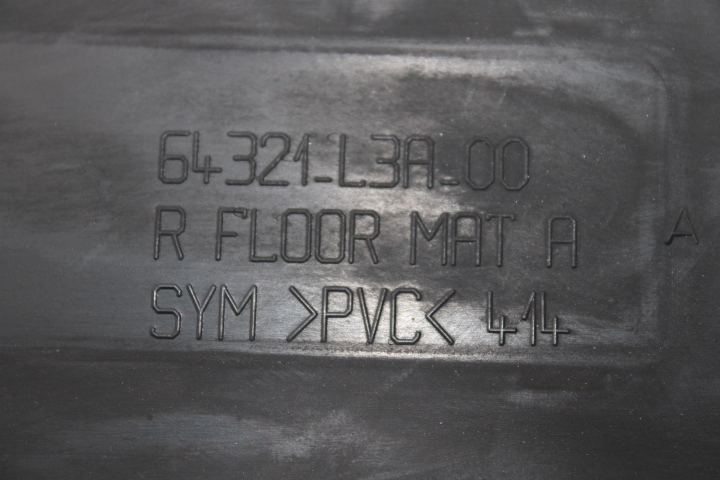 64321-L3A-00
R FLOOR MAT A
A
SYM >PVC< 414